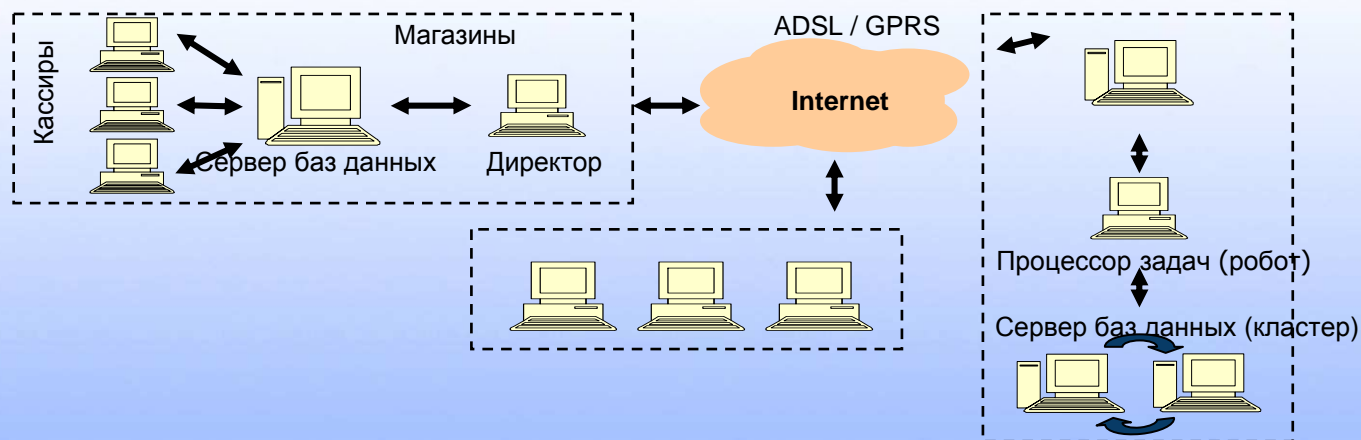 Кассиры
Магазины
Сервер баз данных
Директор
ADSL / GPRS
Internet
Процессор задач (робот)
Сервер баз данных (кластер)